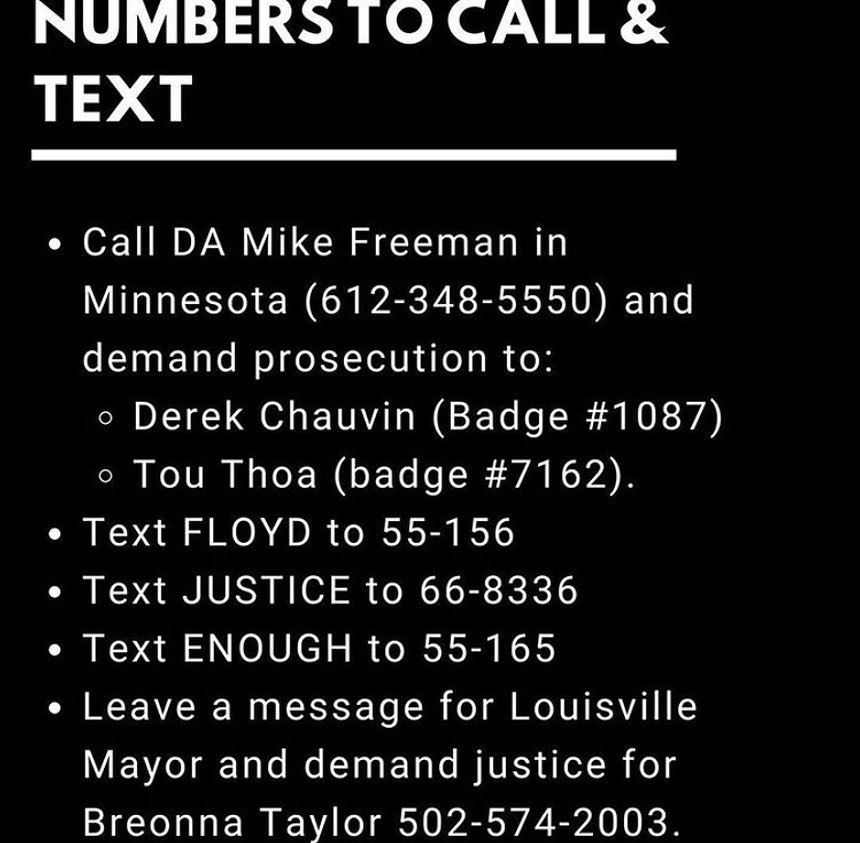 NUMBERS TO CALL &
TEXT
• Call DA Mike Freeman in
Minnesota (612-348-5550) and
demand prosecution to:
◦ Derek Chauvin (Badge #1087)
◦ Tou Thoa (badge #7162).
• Text FLOYD to 55-156
• Text JUSTICE to 66-8336
• Text ENOUGH to 55-165
• Leave a message for Louisville
Mayor and demand justice for
Breonna Taylor 502-574-2003.